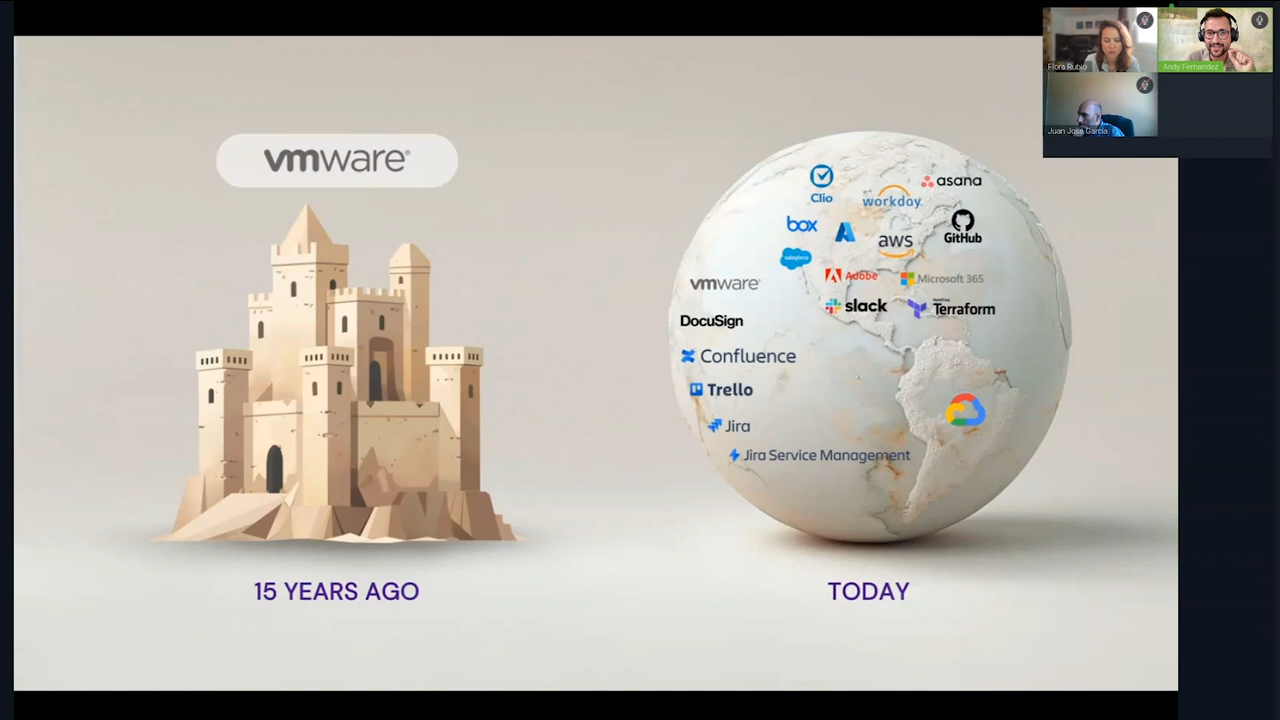 vmware®
15 YEARS AGO
Clio
workday.
asana
box
aws
GitHub
salesforce
Adobe
Microsoft 365
vmware®
slack
HashiCorp
Terraform
DocuSign
Confluence
Trello
Jira
Jira Service Management
TODAY
Flora Rubio
Andy Fernandez
Juan Jose Garcia